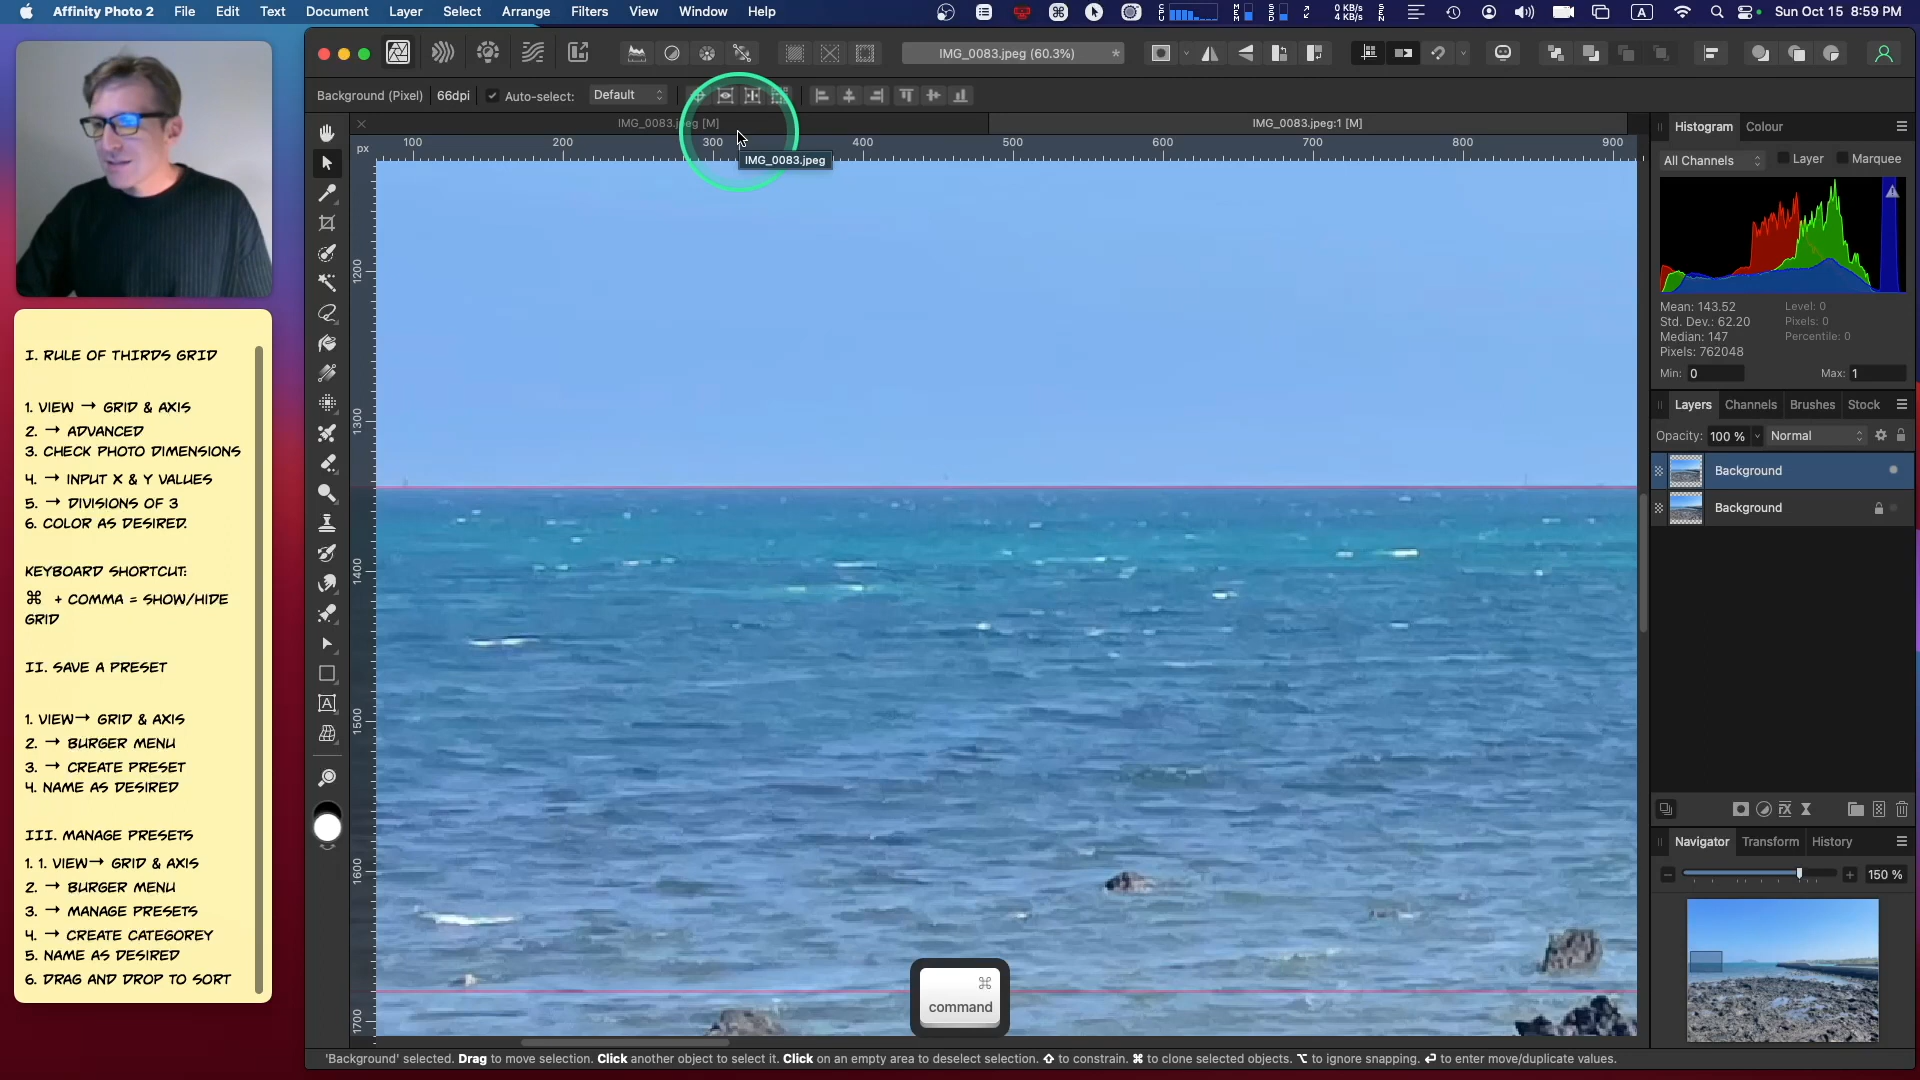 Affinity Photo 2 File Edit Text Document Layer Select Arrange Filters View Window Help
0 KB/s
4 KB/s
Sun Oct 15 8:59 PM
IMG_0083.jpeg (60.3%) *
Background (Pixel) 66dpi Auto-select: Default
IMG_0083.jpeg [M] IMG_0083.jpeg:1 [M]
IMG_0083.jpeg
px 100 200 300 400 500 600 700 800 900
1200
1300
1400
1500
1600
1700
I. RULE OF THIRDS GRID
1. VIEW → GRID & AXIS
2. → ADVANCED
3. CHECK PHOTO DIMENSIONS
4. → INPUT X & Y VALUES
5. → DIVISIONS OF 3
6. COLOR AS DESIRED.
KEYBOARD SHORTCUT:
⌘ + COMMA = SHOW/HIDE
GRID
II. SAVE A PRESET
1. VIEW→ GRID & AXIS
2. → BURGER MENU
3. → CREATE PRESET
4. NAME AS DESIRED
III. MANAGE PRESETS
1. 1. VIEW→ GRID & AXIS
2. → BURGER MENU
3. → MANAGE PRESETS
4. → CREATE CATEGOREY
5. NAME AS DESIRED
6. DRAG AND DROP TO SORT
Histogram Colour
All Channels Layer Marquee
Mean: 143.52 Level: 0
Std. Dev.: 62.20 Pixels: 0
Median: 147 Percentile: 0
Pixels: 762048
Min: 0 Max: 1
Layers Channels Brushes Stock
Opacity: 100 % Normal
Background
Background
Navigator Transform History
150 %
⌘
command
'Background' selected. Drag to move selection. Click another object to select it. Click on an empty area to deselect selection. ⇧ to constrain. ⌘ to clone selected objects. ⌥ to ignore snapping. ⏎ to enter move/duplicate values.